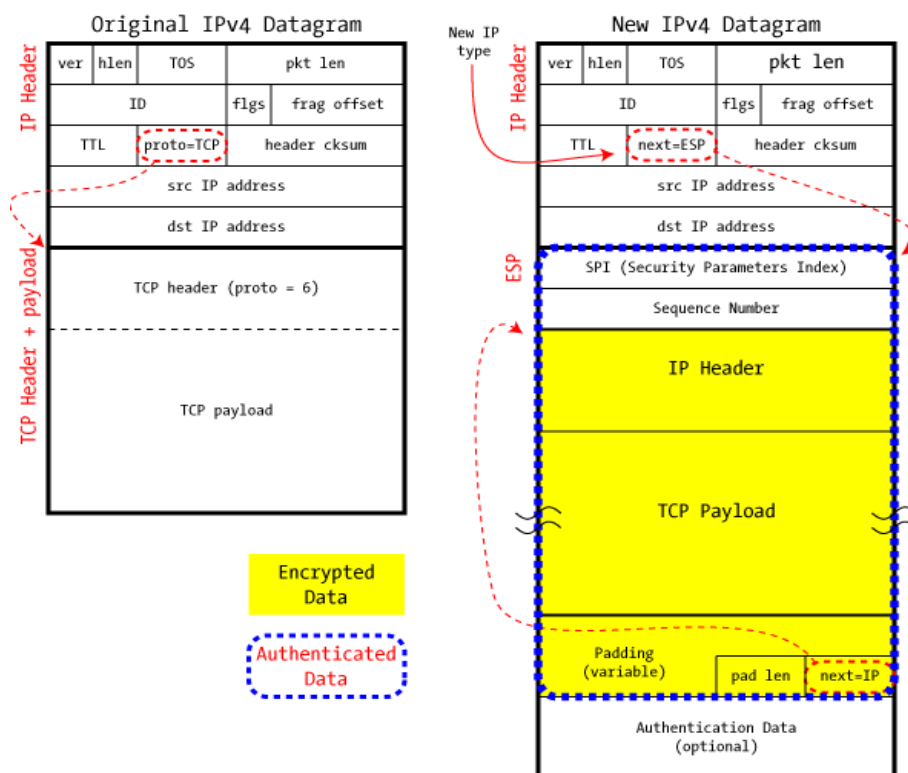 Original IPv4 Datagram
IP Header
ver hlen TOS pkt len
ID flgs frag offset
TTL proto=TCP header cksum
src IP address
dst IP address
TCP Header + payload
TCP header (proto = 6)
TCP payload
Encrypted
Data
Authenticated
Data
New IPv4 Datagram
New IP
type
IP Header
ver hlen TOS pkt len
ID flgs frag offset
TTL next=ESP header cksum
src IP address
dst IP address
ESP
SPI (Security Parameters Index)
Sequence Number
IP Header
TCP Payload
Padding
(variable)
pad len next=IP
Authentication Data
(optional)